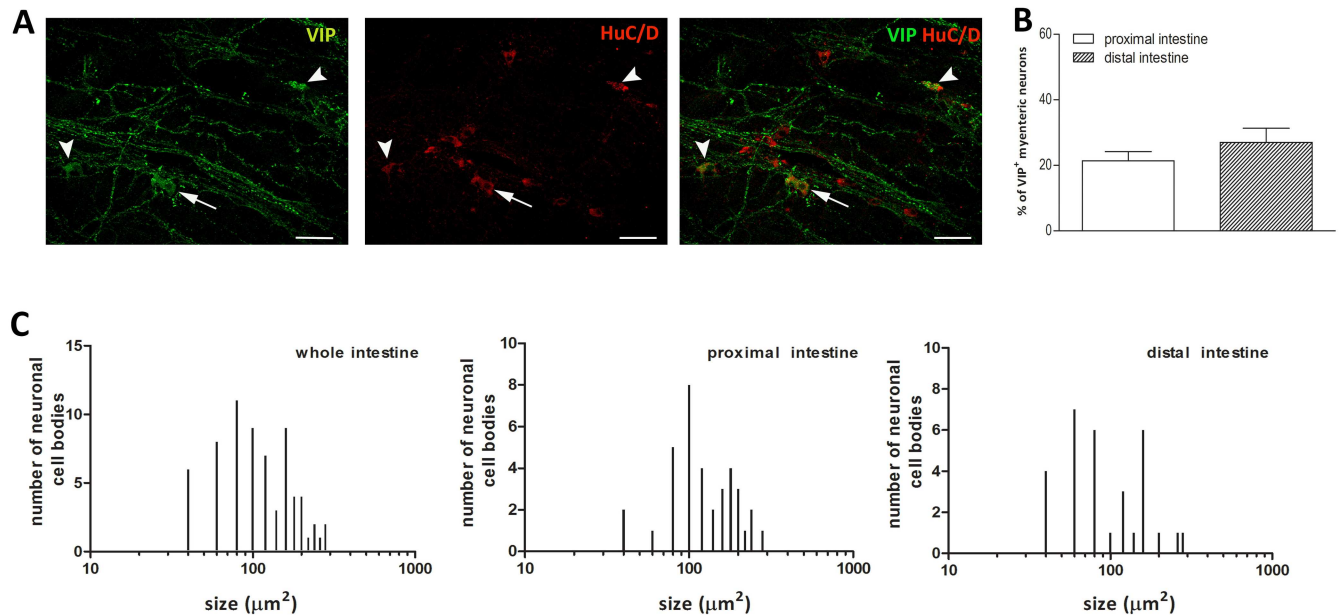 A
VIP
HuC/D
VIP HuC/D
B
% of VIP+ myenteric neurons
60
40
20
0
proximal intestine
distal intestine
C
number of neuronal
cell bodies
15
10
5
0
whole intestine
10
100
1000
size (μm²)
number of neuronal
cell bodies
10
8
6
4
2
0
proximal intestine
10
100
1000
size (μm²)
number of neuronal
cell bodies
10
8
6
4
2
0
distal intestine
10
100
1000
size (μm²)